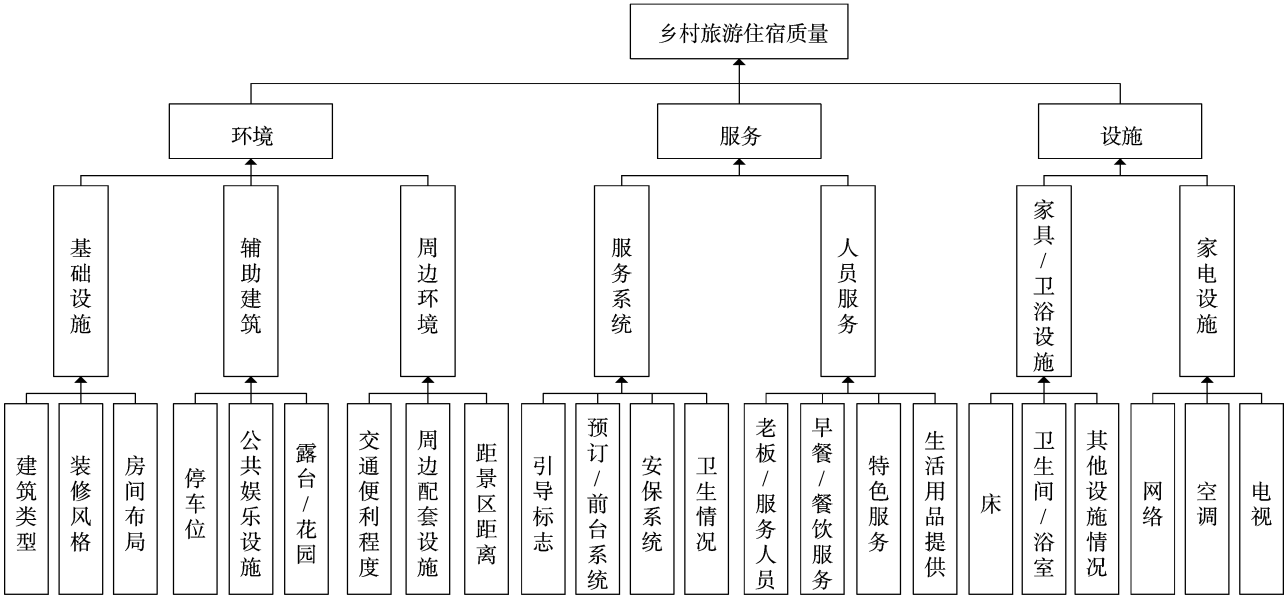 乡村旅游住宿质量
环境
服务
设施
基础设施
辅助建筑
周边环境
服务系统
人员服务
家具/卫浴设施
家电设施
建筑类型
装修风格
房间布局
停车位
公共娱乐设施
露台/花园
交通便利程度
周边配套设施
距景区距离
引导标志
预订/前台系统
安保系统
卫生情况
老板/服务人员
早餐/餐饮服务
特色服务
生活用品提供
床
卫生间/浴室
其他设施情况
网络
空调
电视